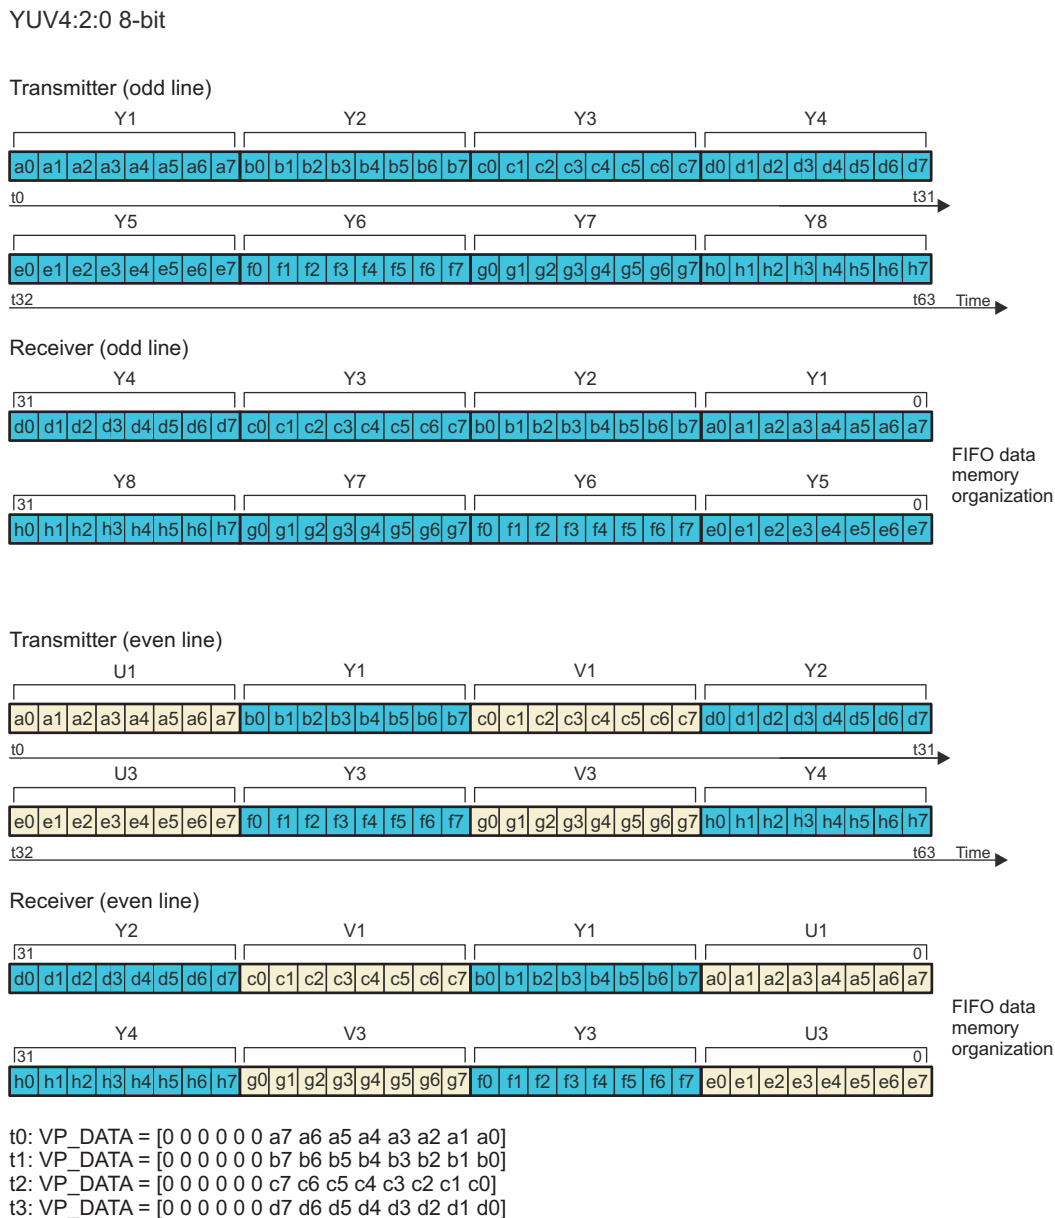 YUV4:2:0 8-bit
Transmitter (odd line)
Y1 Y2 Y3 Y4
a0 a1 a2 a3 a4 a5 a6 a7 b0 b1 b2 b3 b4 b5 b6 b7 c0 c1 c2 c3 c4 c5 c6 c7 d0 d1 d2 d3 d4 d5 d6 d7
t0 t31
Y5 Y6 Y7 Y8
e0 e1 e2 e3 e4 e5 e6 e7 f0 f1 f2 f3 f4 f5 f6 f7 g0 g1 g2 g3 g4 g5 g6 g7 h0 h1 h2 h3 h4 h5 h6 h7
t32 t63 Time
Receiver (odd line)
Y4 Y3 Y2 Y1
31 0
d0 d1 d2 d3 d4 d5 d6 d7 c0 c1 c2 c3 c4 c5 c6 c7 b0 b1 b2 b3 b4 b5 b6 b7 a0 a1 a2 a3 a4 a5 a6 a7
FIFO data
memory
organization
Y8 Y7 Y6 Y5
31 0
h0 h1 h2 h3 h4 h5 h6 h7 g0 g1 g2 g3 g4 g5 g6 g7 f0 f1 f2 f3 f4 f5 f6 f7 e0 e1 e2 e3 e4 e5 e6 e7
Transmitter (even line)
U1 Y1 V1 Y2
a0 a1 a2 a3 a4 a5 a6 a7 b0 b1 b2 b3 b4 b5 b6 b7 c0 c1 c2 c3 c4 c5 c6 c7 d0 d1 d2 d3 d4 d5 d6 d7
t0 t31
U3 Y3 V3 Y4
e0 e1 e2 e3 e4 e5 e6 e7 f0 f1 f2 f3 f4 f5 f6 f7 g0 g1 g2 g3 g4 g5 g6 g7 h0 h1 h2 h3 h4 h5 h6 h7
t32 t63 Time
Receiver (even line)
Y2 V1 Y1 U1
31 0
d0 d1 d2 d3 d4 d5 d6 d7 c0 c1 c2 c3 c4 c5 c6 c7 b0 b1 b2 b3 b4 b5 b6 b7 a0 a1 a2 a3 a4 a5 a6 a7
FIFO data
memory
organization
Y4 V3 Y3 U3
31 0
h0 h1 h2 h3 h4 h5 h6 h7 g0 g1 g2 g3 g4 g5 g6 g7 f0 f1 f2 f3 f4 f5 f6 f7 e0 e1 e2 e3 e4 e5 e6 e7
t0: VP_DATA = [0 0 0 0 0 0 a7 a6 a5 a4 a3 a2 a1 a0]
t1: VP_DATA = [0 0 0 0 0 0 b7 b6 b5 b4 b3 b2 b1 b0]
t2: VP_DATA = [0 0 0 0 0 0 c7 c6 c5 c4 c3 c2 c1 c0]
t3: VP_DATA = [0 0 0 0 0 0 d7 d6 d5 d4 d3 d2 d1 d0]